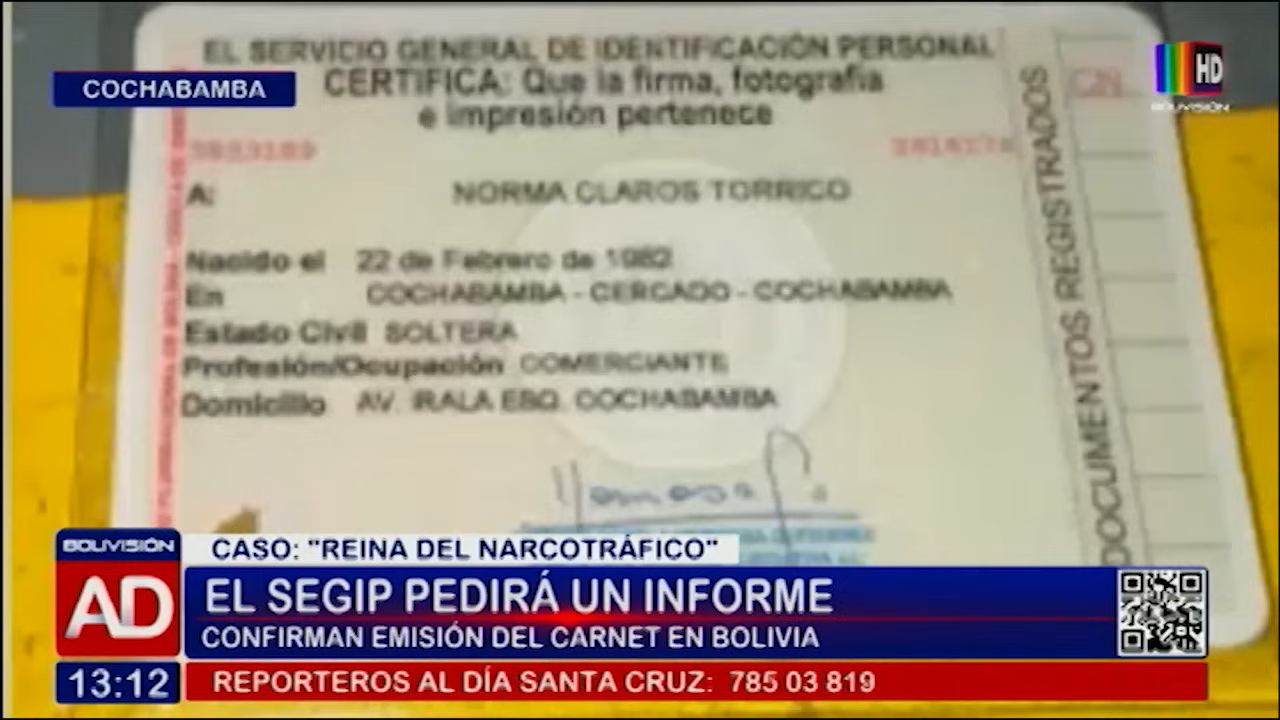 EL SERVICIO GENERAL DE IDENTIFICACIÓN PERSONAL
CERTIFICA: Que la firma, fotografia
e impresión pertenece
A: NORMA CLAROS TORRICO
Nacido el 22 de Febrero de 1982
En COCHABAMBA - CERCADO - COCHABAMBA
Estado Civil SOLTERA
Profesión/Ocupación COMERCIANTE
Domicilio AV. IRALA ESQ. COCHABAMBA
DOCUMENTOS REGISTRADOS
COCHABAMBA
HD
BOLIVISIÓN
BOLIVISIÓN
AD
13:12
CASO: "REINA DEL NARCOTRÁFICO"
EL SEGIP PEDIRÁ UN INFORME
CONFIRMAN EMISIÓN DEL CARNET EN BOLIVIA
REPORTEROS AL DÍA SANTA CRUZ: 785 03 819